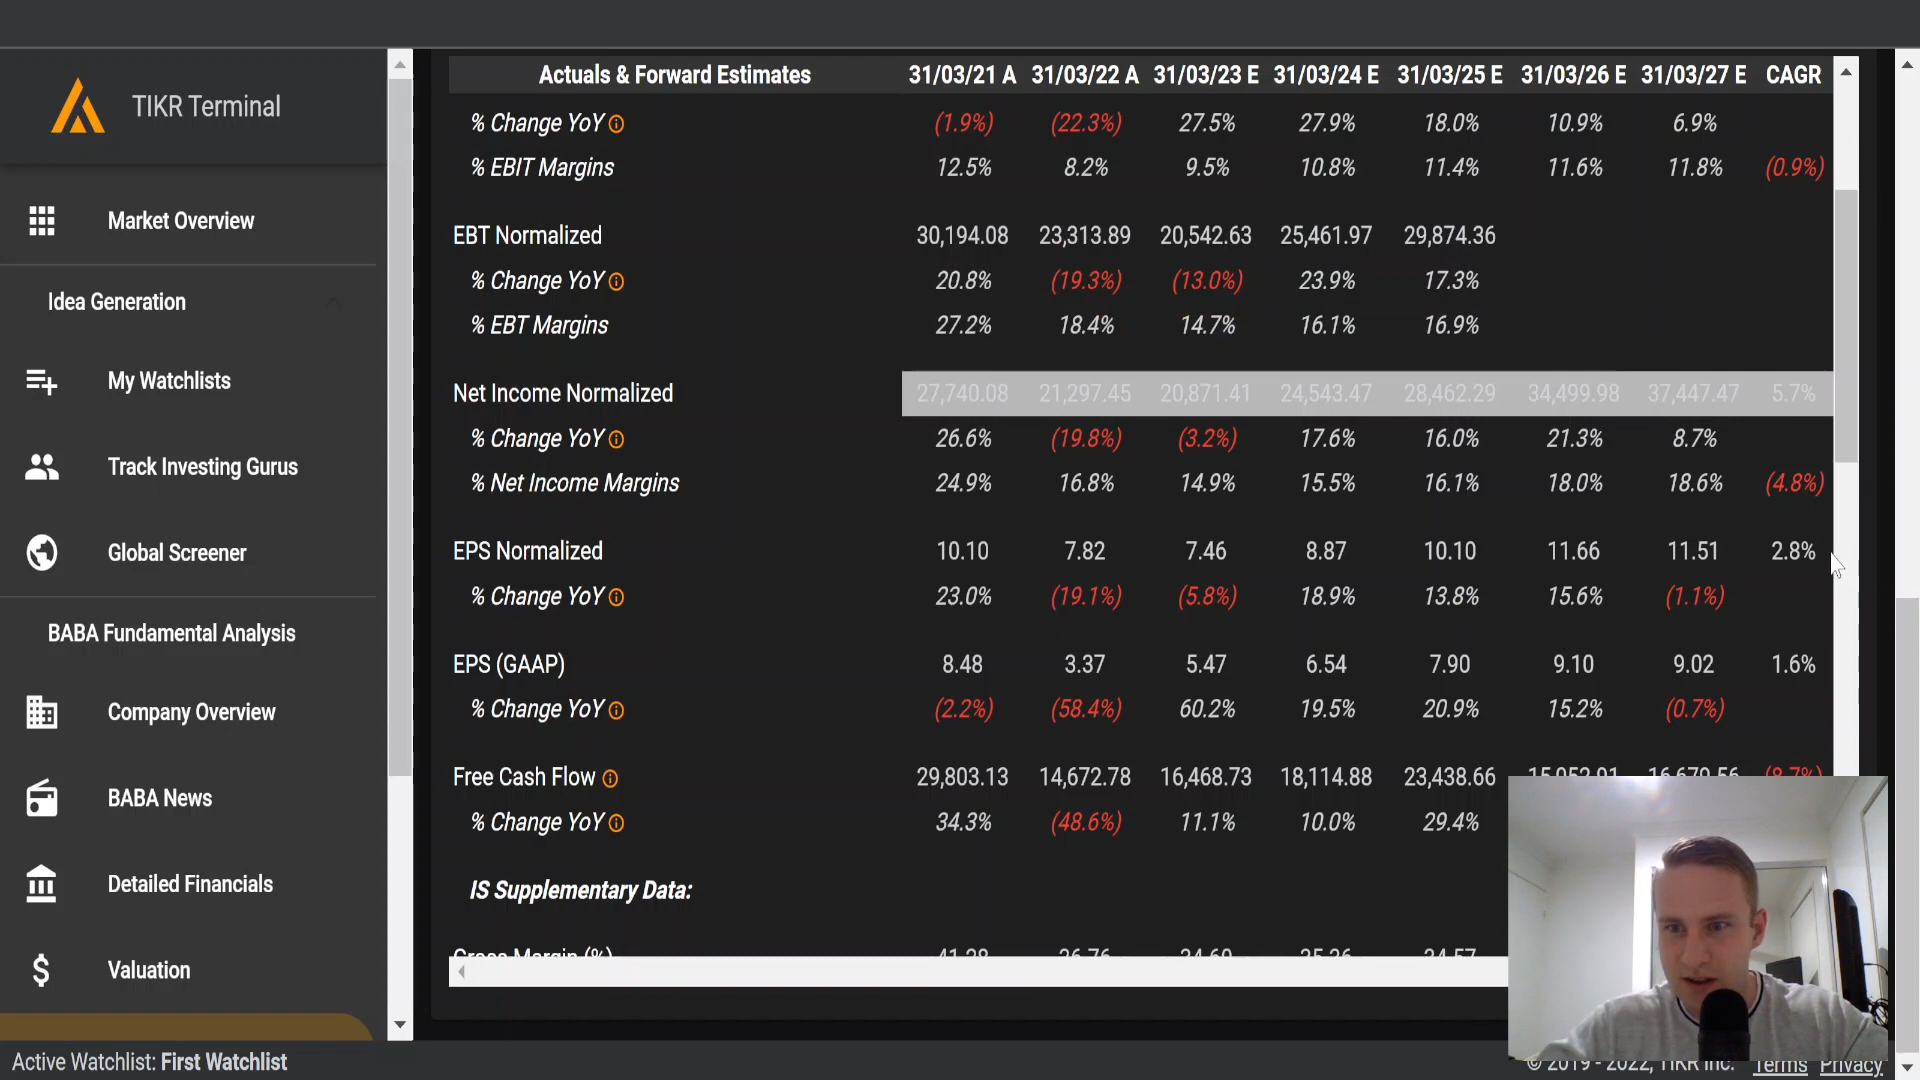 TIKR Terminal
Market Overview
Idea Generation
My Watchlists
Track Investing Gurus
Global Screener
BABA Fundamental Analysis
Company Overview
BABA News
Detailed Financials
Valuation
Active Watchlist: First Watchlist
Actuals & Forward Estimates 31/03/21 A 31/03/22 A 31/03/23 E 31/03/24 E 31/03/25 E 31/03/26 E 31/03/27 E CAGR
% Change YoY (1.9%) (22.3%) 27.5% 27.9% 18.0% 10.9% 6.9%
% EBIT Margins 12.5% 8.2% 9.5% 10.8% 11.4% 11.6% 11.8% (0.9%)
EBT Normalized 30,194.08 23,313.89 20,542.63 25,461.97 29,874.36
% Change YoY 20.8% (19.3%) (13.0%) 23.9% 17.3%
% EBT Margins 27.2% 18.4% 14.7% 16.1% 16.9%
Net Income Normalized 27,740.08 21,297.45 20,871.41 24,543.47 28,462.29 34,499.98 37,447.47 5.7%
% Change YoY 26.6% (19.8%) (3.2%) 17.6% 16.0% 21.3% 8.7%
% Net Income Margins 24.9% 16.8% 14.9% 15.5% 16.1% 18.0% 18.6% (4.8%)
EPS Normalized 10.10 7.82 7.46 8.87 10.10 11.66 11.51 2.8%
% Change YoY 23.0% (19.1%) (5.8%) 18.9% 13.8% 15.6% (1.1%)
EPS (GAAP) 8.48 3.37 5.47 6.54 7.90 9.10 9.02 1.6%
% Change YoY (2.2%) (58.4%) 60.2% 19.5% 20.9% 15.2% (0.7%)
Free Cash Flow 29,803.13 14,672.78 16,468.73 18,114.88 23,438.66
% Change YoY 34.3% (48.6%) 11.1% 10.0% 29.4%
IS Supplementary Data:
Gross Margin (%)
© 2019 - 2022, TIKR Inc. Terms Privacy